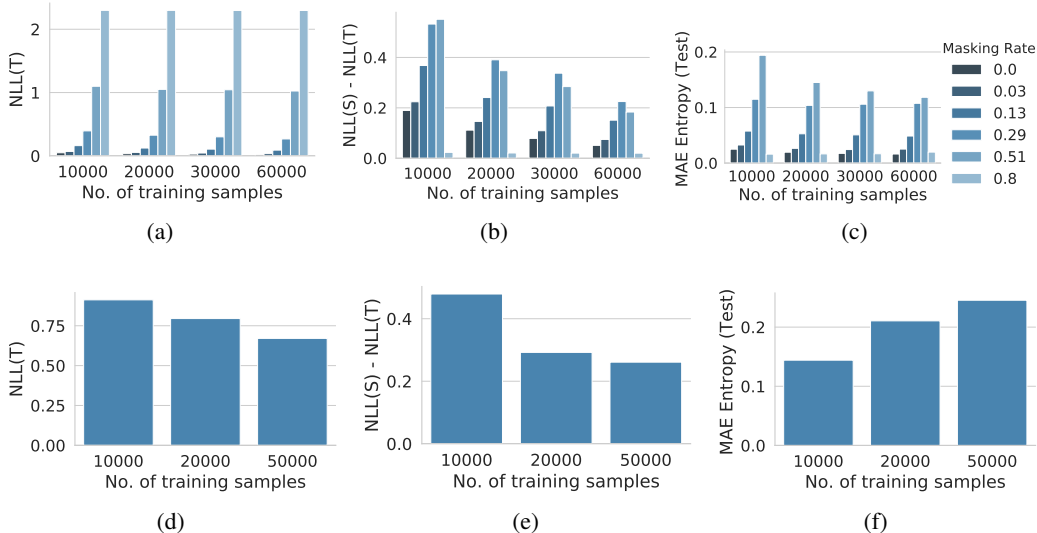 NLL(T)
2
1
0
10000 20000 30000 60000
No. of training samples
(a)
NLL(S) - NLL(T)
0.4
0.2
0.0
10000 20000 30000 60000
No. of training samples
(b)
MAE Entropy (Test)
0.2
0.1
0.0
10000 20000 30000 60000
No. of training samples
(c)
Masking Rate
0.0
0.03
0.13
0.29
0.51
0.8
NLL(T)
0.75
0.50
0.25
0.00
10000 20000 50000
No. of training samples
(d)
NLL(S) - NLL(T)
0.4
0.2
0.0
10000 20000 50000
No. of training samples
(e)
MAE Entropy (Test)
0.2
0.1
0.0
10000 20000 50000
No. of training samples
(f)